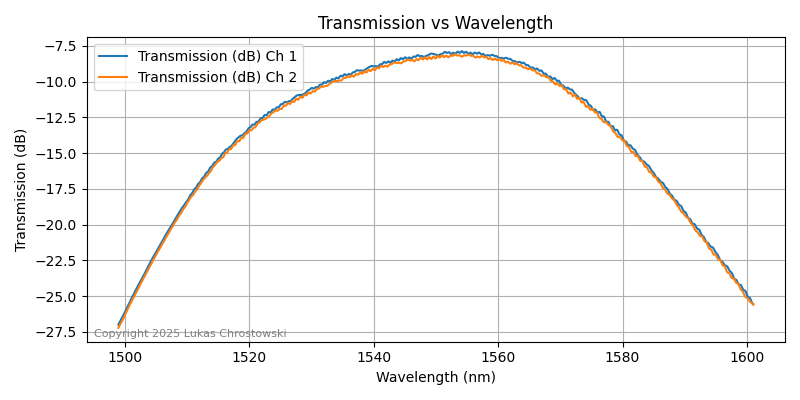 Transmission vs Wavelength
Transmission (dB) Ch 1
Transmission (dB) Ch 2
Transmission (dB)
−7.5
−10.0
−12.5
−15.0
−17.5
−20.0
−22.5
−25.0
−27.5
Copyright 2025 Lukas Chrostowski
1500 1520 1540 1560 1580 1600
Wavelength (nm)